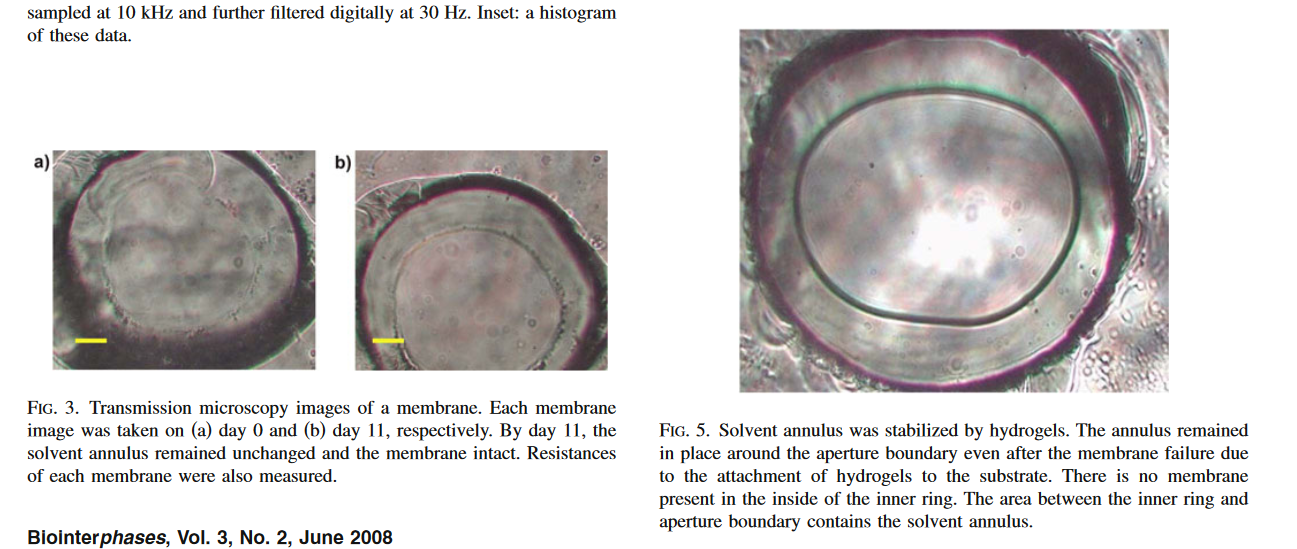 sampled at 10 kHz and further filtered digitally at 30 Hz. Inset: a histogram
of these data.
a)
b)
FIG. 3. Transmission microscopy images of a membrane. Each membrane
image was taken on (a) day 0 and (b) day 11, respectively. By day 11, the
solvent annulus remained unchanged and the membrane intact. Resistances
of each membrane were also measured.
Biointerphases, Vol. 3, No. 2, June 2008
FIG. 5. Solvent annulus was stabilized by hydrogels. The annulus remained
in place around the aperture boundary even after the membrane failure due
to the attachment of hydrogels to the substrate. There is no membrane
present in the inside of the inner ring. The area between the inner ring and
aperture boundary contains the solvent annulus.